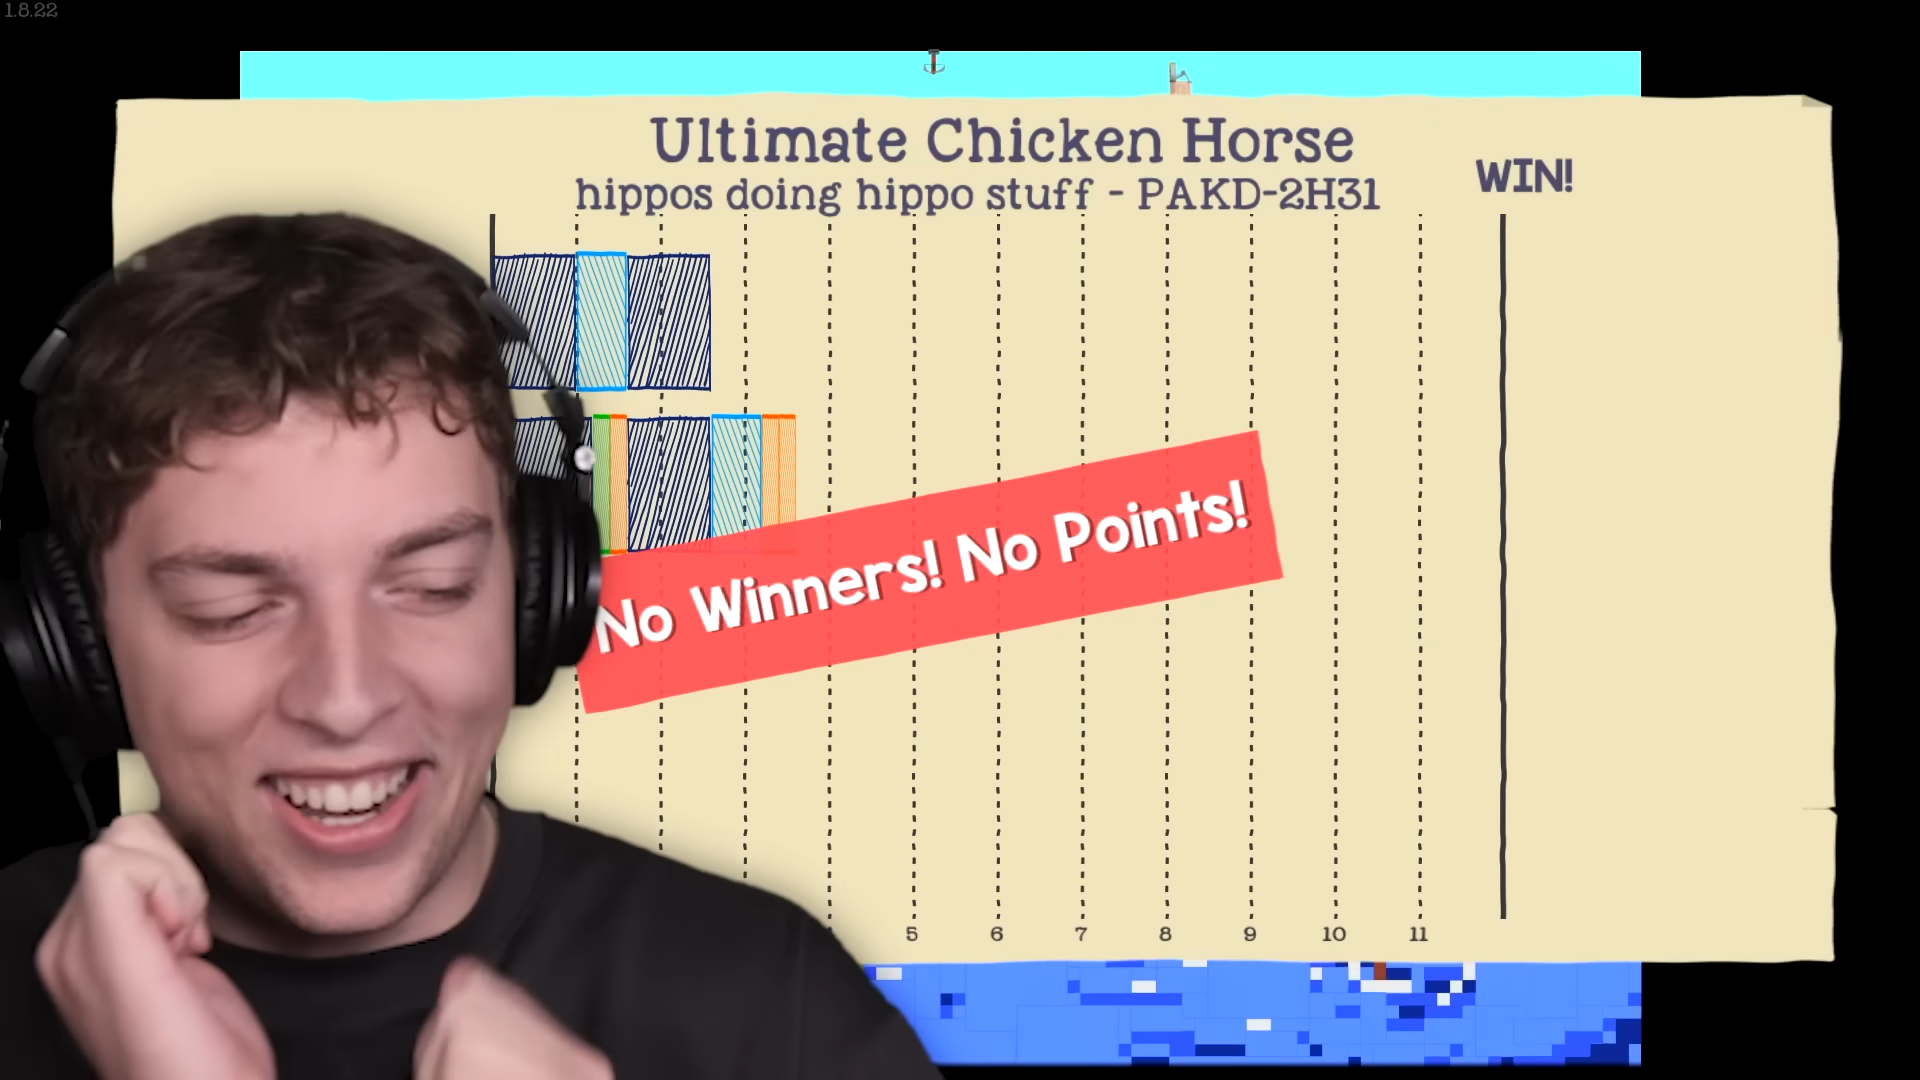 1.8.22
Ultimate Chicken Horse
hippos doing hippo stuff - PAKD-2H31
WIN!
No Winners! No Points!
5 6 7 8 9 10 11